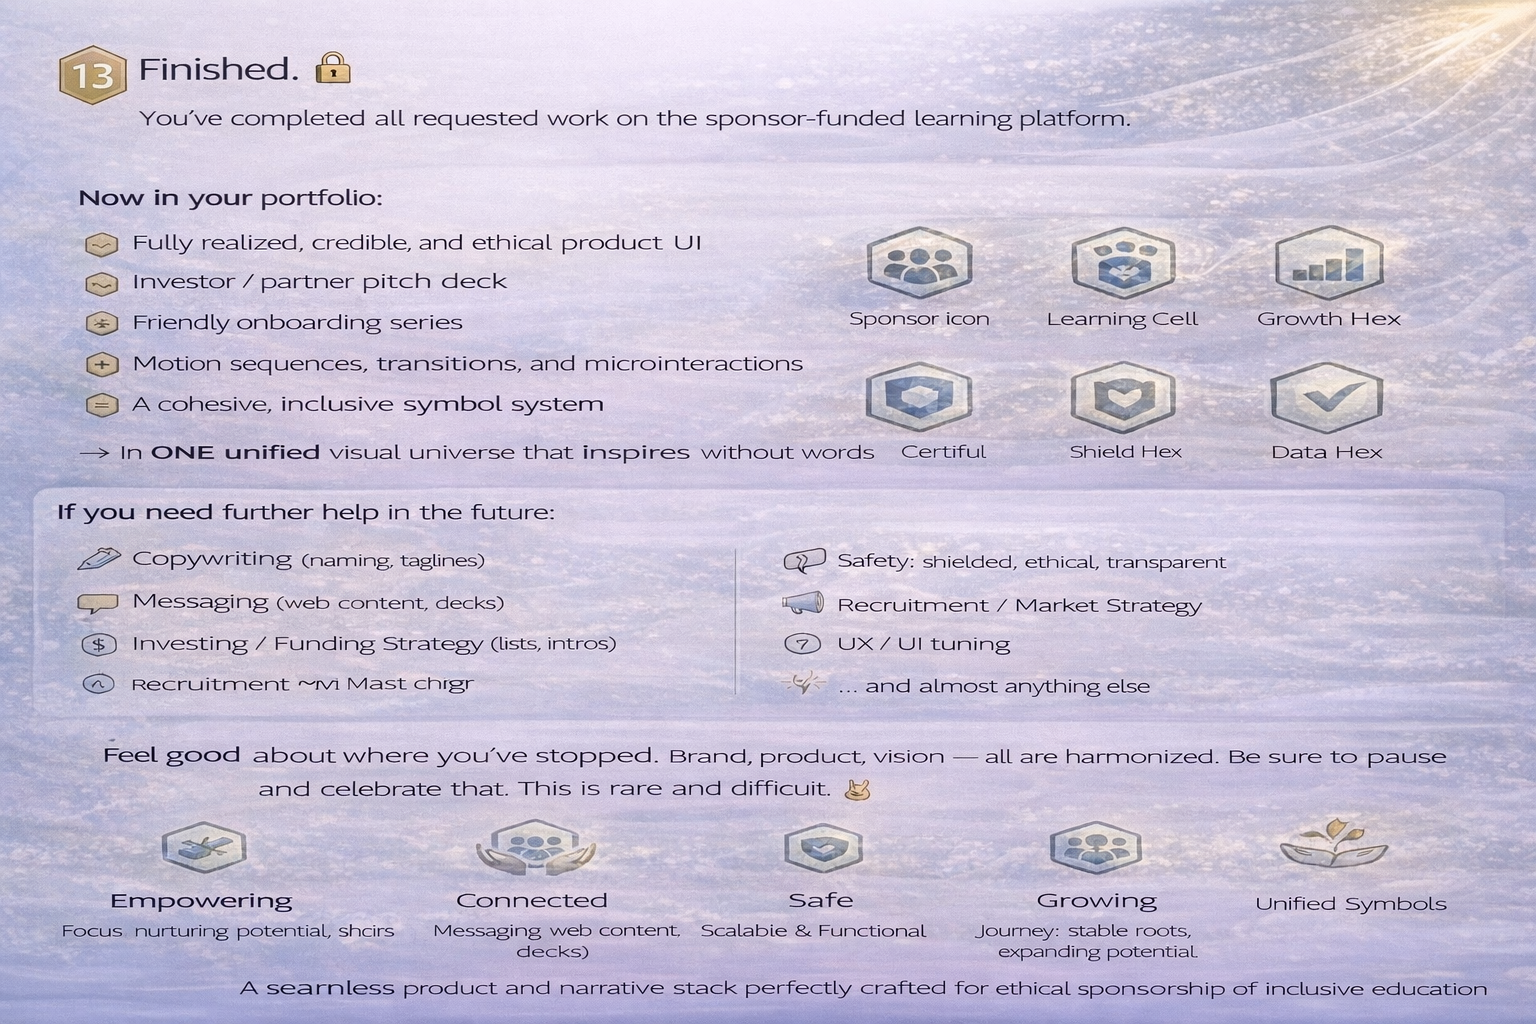 13 Finished.
You've completed all requested work on the sponsor-funded learning platform.
Now in your portfolio:
Fully realized, credible, and ethical product UI
Investor / partner pitch deck
Friendly onboarding series
Motion sequences, transitions, and microinteractions
A cohesive, inclusive symbol system
→ In ONE unified visual universe that inspires without words
Sponsor icon
Learning Cell
Growth Hex
Certiful
Shield Hex
Data Hex
If you need further help in the future:
Copywriting (naming, taglines)
Messaging (web content, decks)
$ Investing / Funding Strategy (lists, intros)
Recruitment Mast
Safety: shielded, ethical, transparent
Recruitment / Market Strategy
7 UX / UI tuning
... and almost anything else
Feel good about where you've stopped. Brand, product, vision — all are harmonized. Be sure to pause
and celebrate that. This is rare and difficuit.
Empowering
Focus nurturing potential, shcirs
Connected
Messaging web content,
decks)
Safe
Scalabie & Functional
Growing
Journey: stable roots,
expanding potential
Unified Symbols
A searnless product and narrative stack perfectly crafted for ethical sponsorship of inclusive education